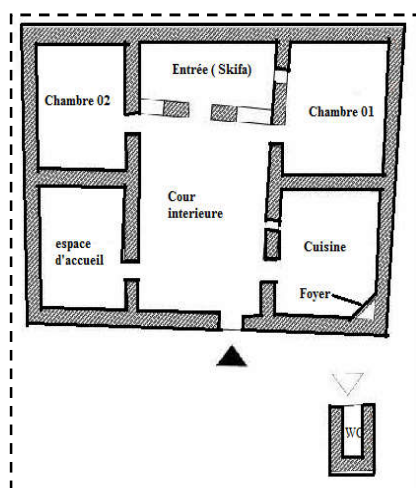 Entrée ( Skifa)
Chambre 02
Chambre 01
Cour
interieure
espace
d'accueil
Cuisine
Foyer
WC